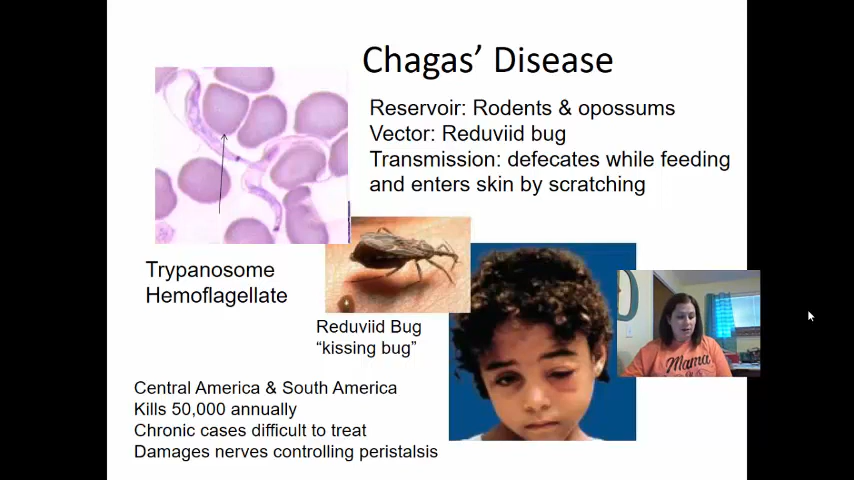 Chagas' Disease
Reservoir: Rodents & opossums
Vector: Reduviid bug
Transmission: defecates while feeding
and enters skin by scratching
Trypanosome
Hemoflagellate
Reduviid Bug
“kissing bug”
Mama
Central America & South America
Kills 50,000 annually
Chronic cases difficult to treat
Damages nerves controlling peristalsis